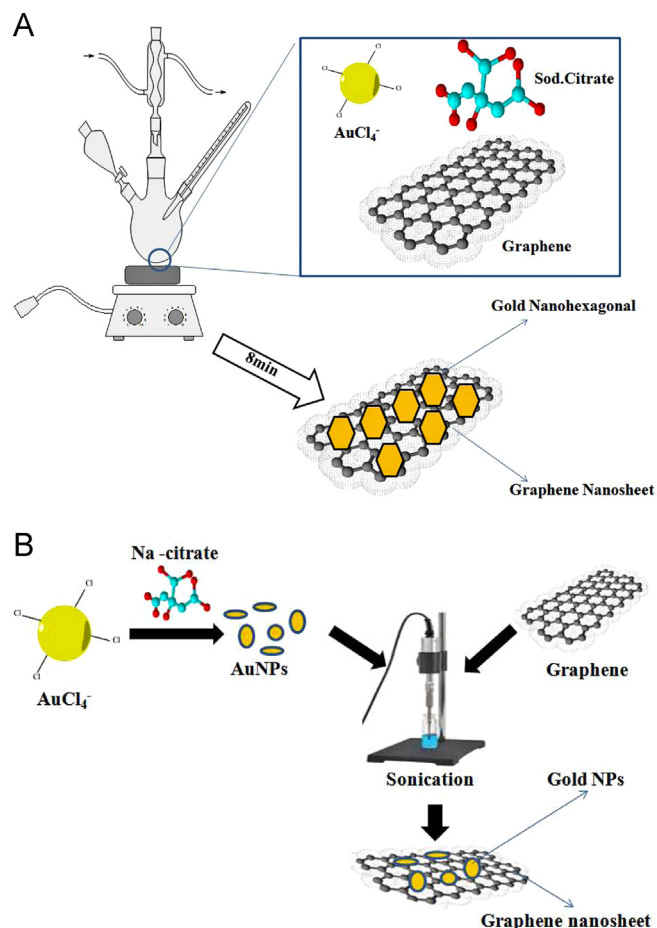 A
Cl
Cl
Cl
Cl
AuCl₄⁻
Sod.Citrate
Graphene
8min
Gold Nanohexagonal
Graphene Nanosheet
B
Na -citrate
Cl
Cl
Cl
Cl
AuCl₄⁻
AuNPs
Graphene
Sonication
Gold NPs
Graphene nanosheet